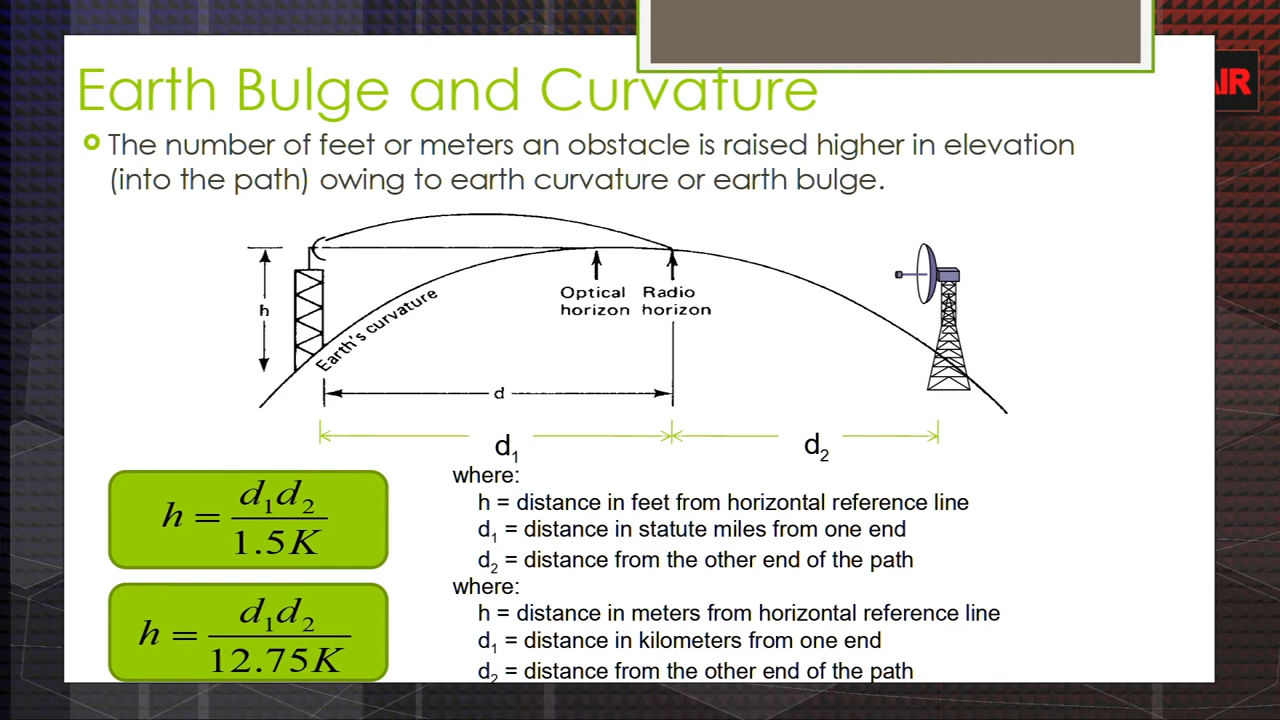 Earth Bulge and Curvature
The number of feet or meters an obstacle is raised higher in elevation
(into the path) owing to earth curvature or earth bulge.
h
Earth's curvature
Optical horizon
Radio horizon
d
d₁
d₂
h = d₁d₂ / 1.5K
where:
h = distance in feet from horizontal reference line
d₁ = distance in statute miles from one end
d₂ = distance from the other end of the path
h = d₁d₂ / 12.75K
where:
h = distance in meters from horizontal reference line
d₁ = distance in kilometers from one end
d₂ = distance from the other end of the path